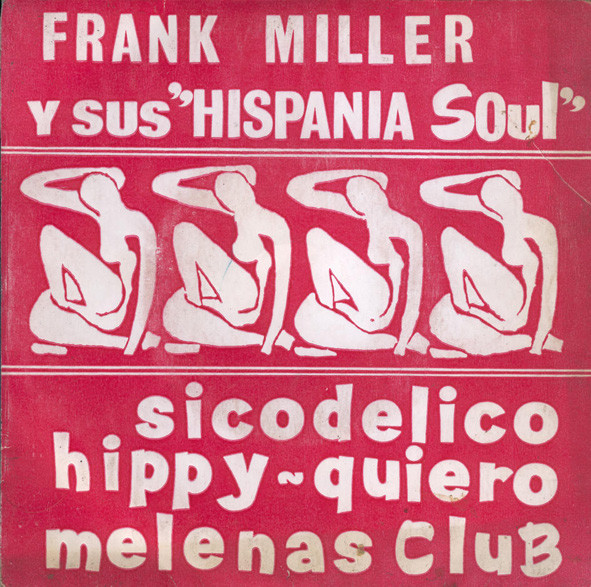 FRANK MILLER
Y SUS "HISPANIA SOul"
sicodelico
hippy~quiero
melenas CluB